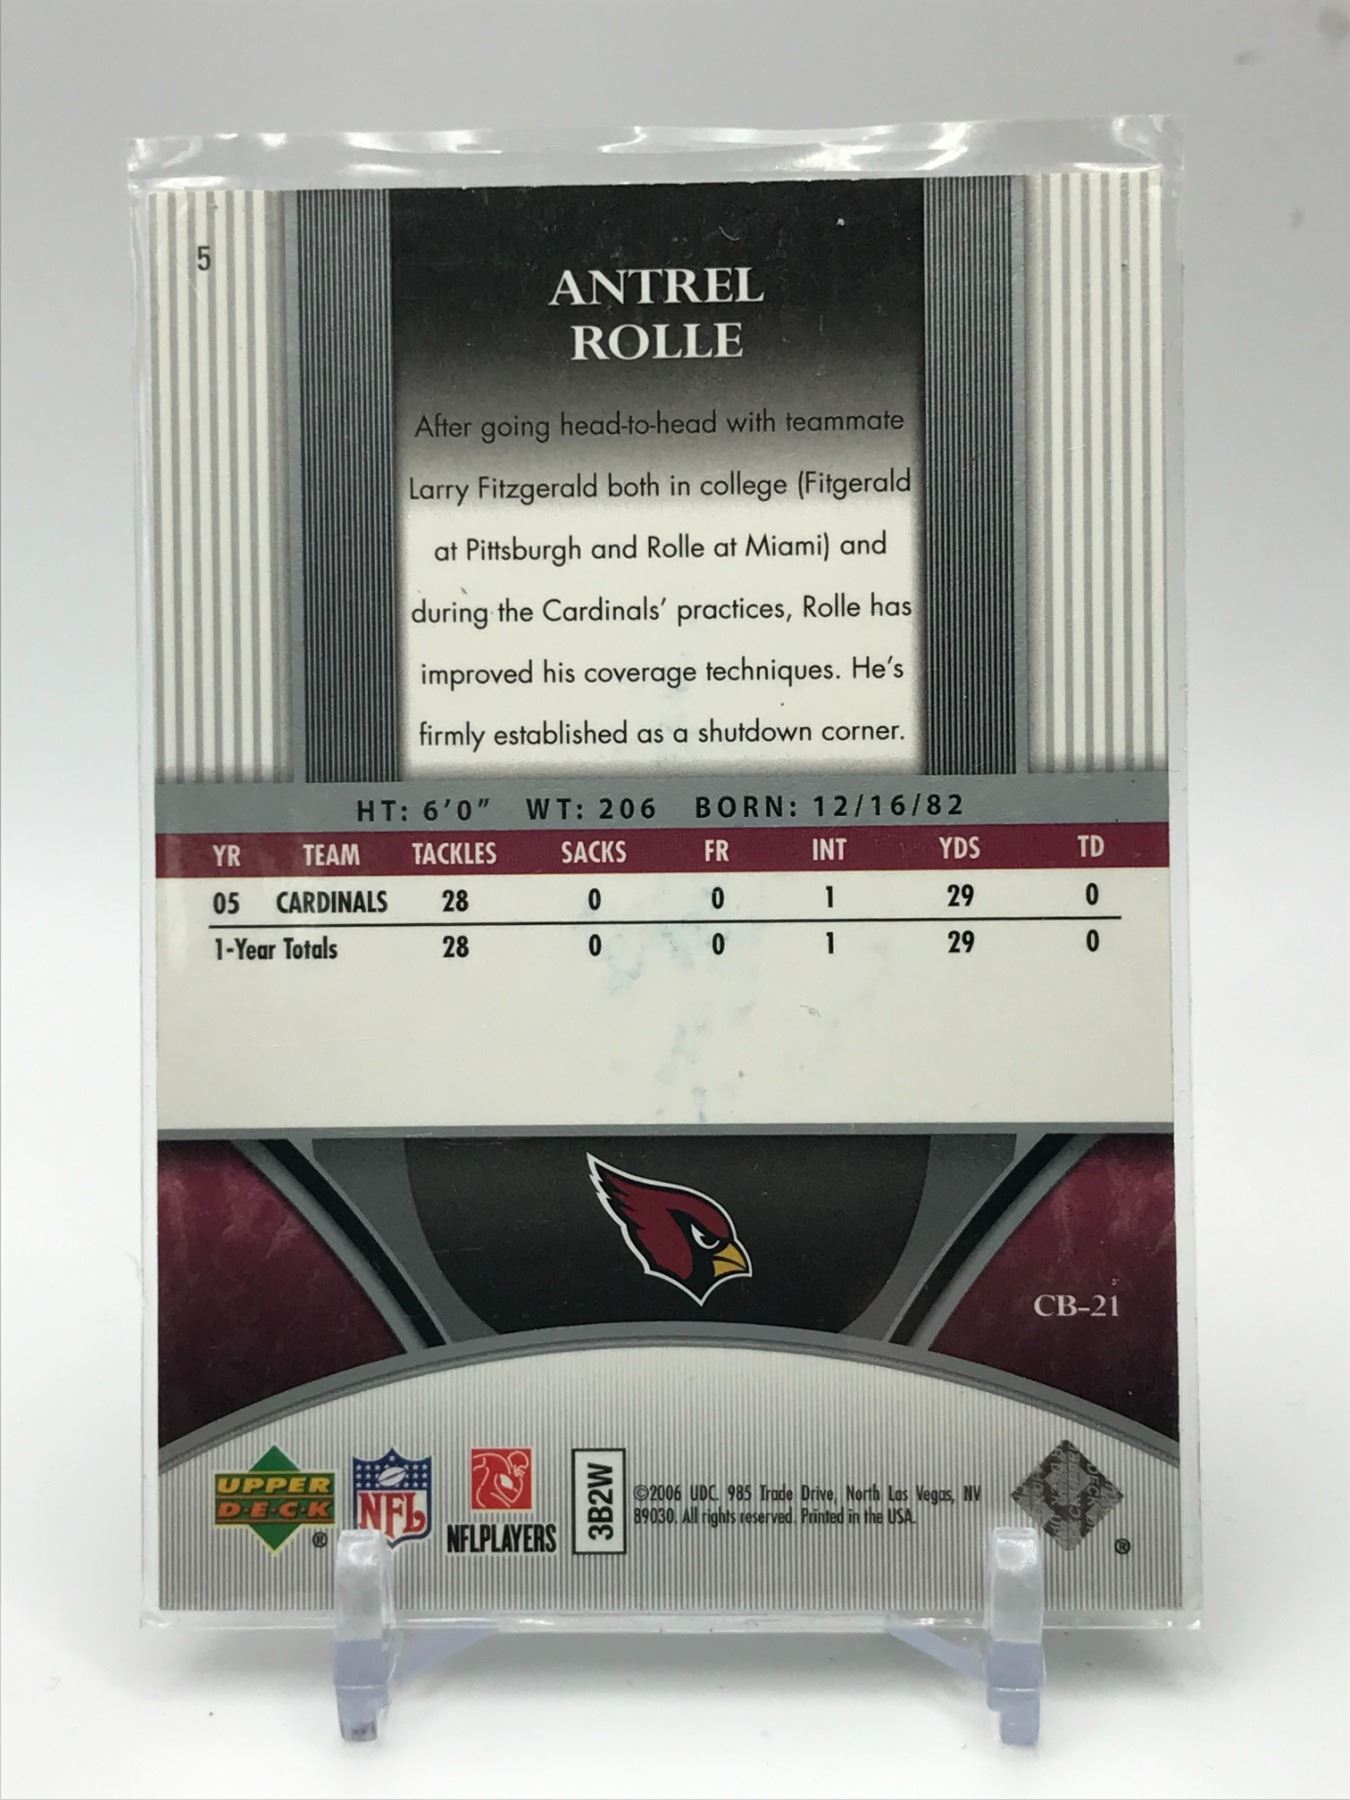 5
ANTREL
ROLLE
After going head-to-head with teammate
Larry Fitzgerald both in college (Fitgerald
at Pittsburgh and Rolle at Miami) and
during the Cardinals' practices, Rolle has
improved his coverage techniques. He's
firmly established as a shutdown corner.
HT: 6'0" WT: 206 BORN: 12/16/82
YR TEAM TACKLES SACKS FR INT YDS TD
05 CARDINALS 28 0 0 1 29 0
1-Year Totals 28 0 0 1 29 0
CB-21
UPPER
D·E·C·K
®
NFL
NFLPLAYERS
3B2W
©2006 UDC. 985 Trade Drive, North Las Vegas, NV
89030. All rights reserved. Printed in the USA.
®